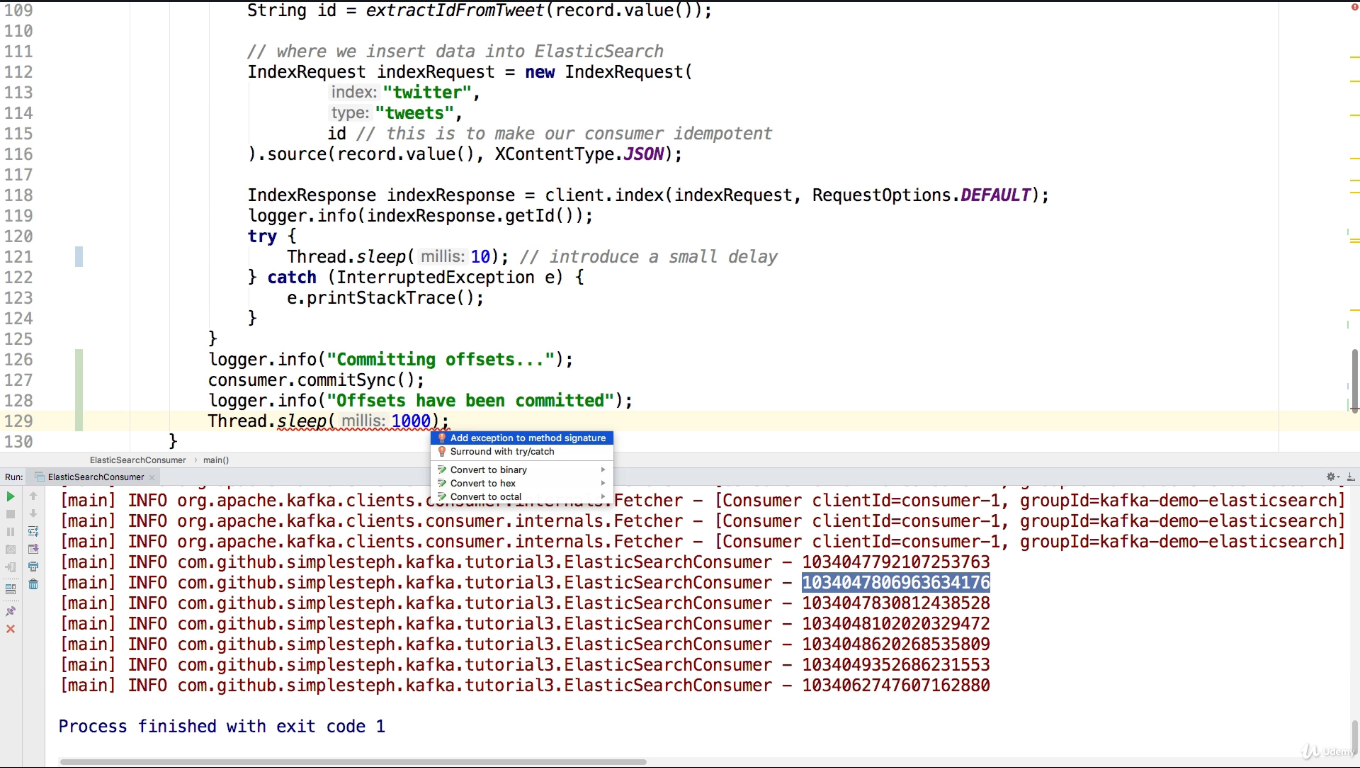 109 String id = extractIdFromTweet(record.value());
110
111 // where we insert data into ElasticSearch
112 IndexRequest indexRequest = new IndexRequest(
113 index: "twitter",
114 type: "tweets",
115 id // this is to make our consumer idempotent
116 ).source(record.value(), XContentType.JSON);
117
118 IndexResponse indexResponse = client.index(indexRequest, RequestOptions.DEFAULT);
119 logger.info(indexResponse.getId());
120 try {
121 Thread.sleep( millis: 10); // introduce a small delay
122 } catch (InterruptedException e) {
123 e.printStackTrace();
124 }
125 }
126 logger.info("Committing offsets...");
127 consumer.commitSync();
128 logger.info("Offsets have been committed");
129 Thread.sleep( millis: 1000);
130 }
Add exception to method signature
Surround with try/catch
Convert to binary
Convert to hex
Convert to octal
ElasticSearchConsumer › main()
Run: ElasticSearchConsumer ×
[main] INFO org.apache.kafka.clients.consumer.internals.Fetcher - [Consumer clientId=consumer-1, groupId=kafka-demo-elasticsearch]
[main] INFO org.apache.kafka.clients.consumer.internals.Fetcher - [Consumer clientId=consumer-1, groupId=kafka-demo-elasticsearch]
[main] INFO org.apache.kafka.clients.consumer.internals.Fetcher - [Consumer clientId=consumer-1, groupId=kafka-demo-elasticsearch]
[main] INFO com.github.simplesteph.kafka.tutorial3.ElasticSearchConsumer - 1034047792107253763
[main] INFO com.github.simplesteph.kafka.tutorial3.ElasticSearchConsumer - 1034047806963634176
[main] INFO com.github.simplesteph.kafka.tutorial3.ElasticSearchConsumer - 1034047830812438528
[main] INFO com.github.simplesteph.kafka.tutorial3.ElasticSearchConsumer - 1034048102020329472
[main] INFO com.github.simplesteph.kafka.tutorial3.ElasticSearchConsumer - 1034048620268535809
[main] INFO com.github.simplesteph.kafka.tutorial3.ElasticSearchConsumer - 1034049352686231553
[main] INFO com.github.simplesteph.kafka.tutorial3.ElasticSearchConsumer - 1034062747607162880
Process finished with exit code 1
Udemy